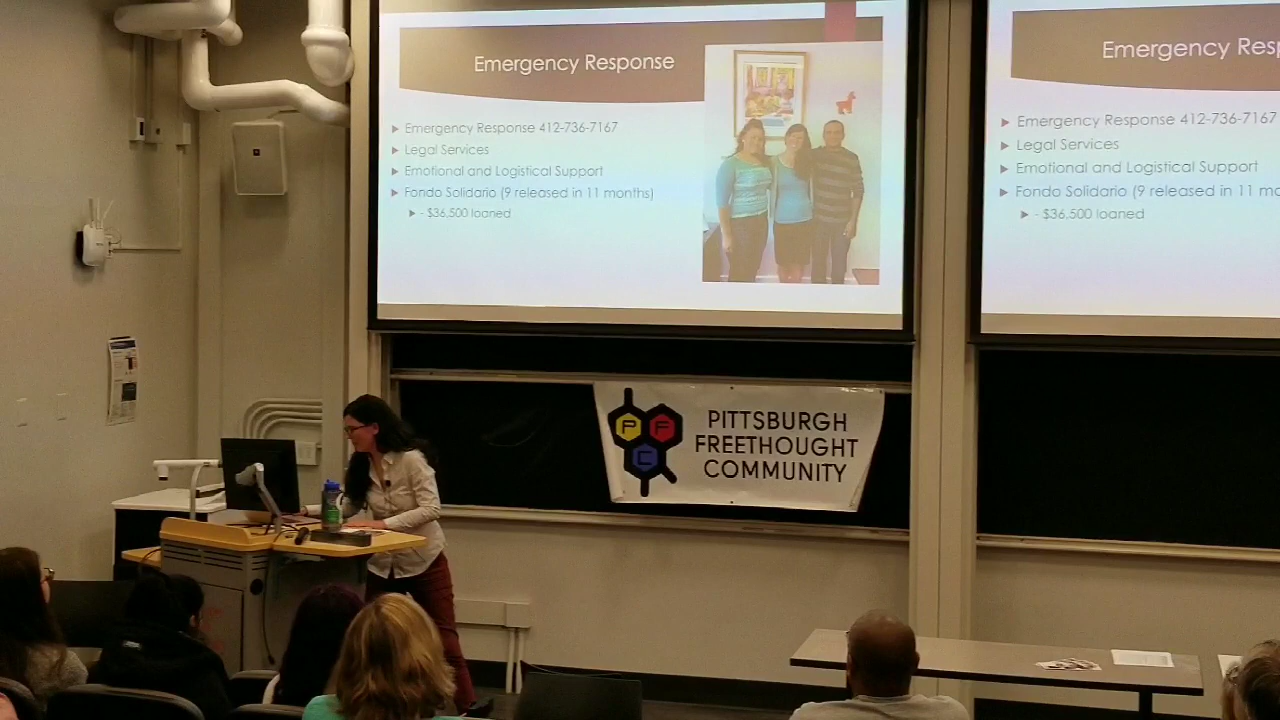 Emergency Response
Emergency Response 412-736-7167
Legal Services
Emotional and Logistical Support
Fondo Solidario (9 released in 11 months)
- $36,500 loaned
Emergency Resp
Emergency Response 412-736-7167
Legal Services
Emotional and Logistical Support
Fondo Solidario (9 released in 11 mo
- $36,500 loaned
P F
C
PITTSBURGH
FREETHOUGHT
COMMUNITY